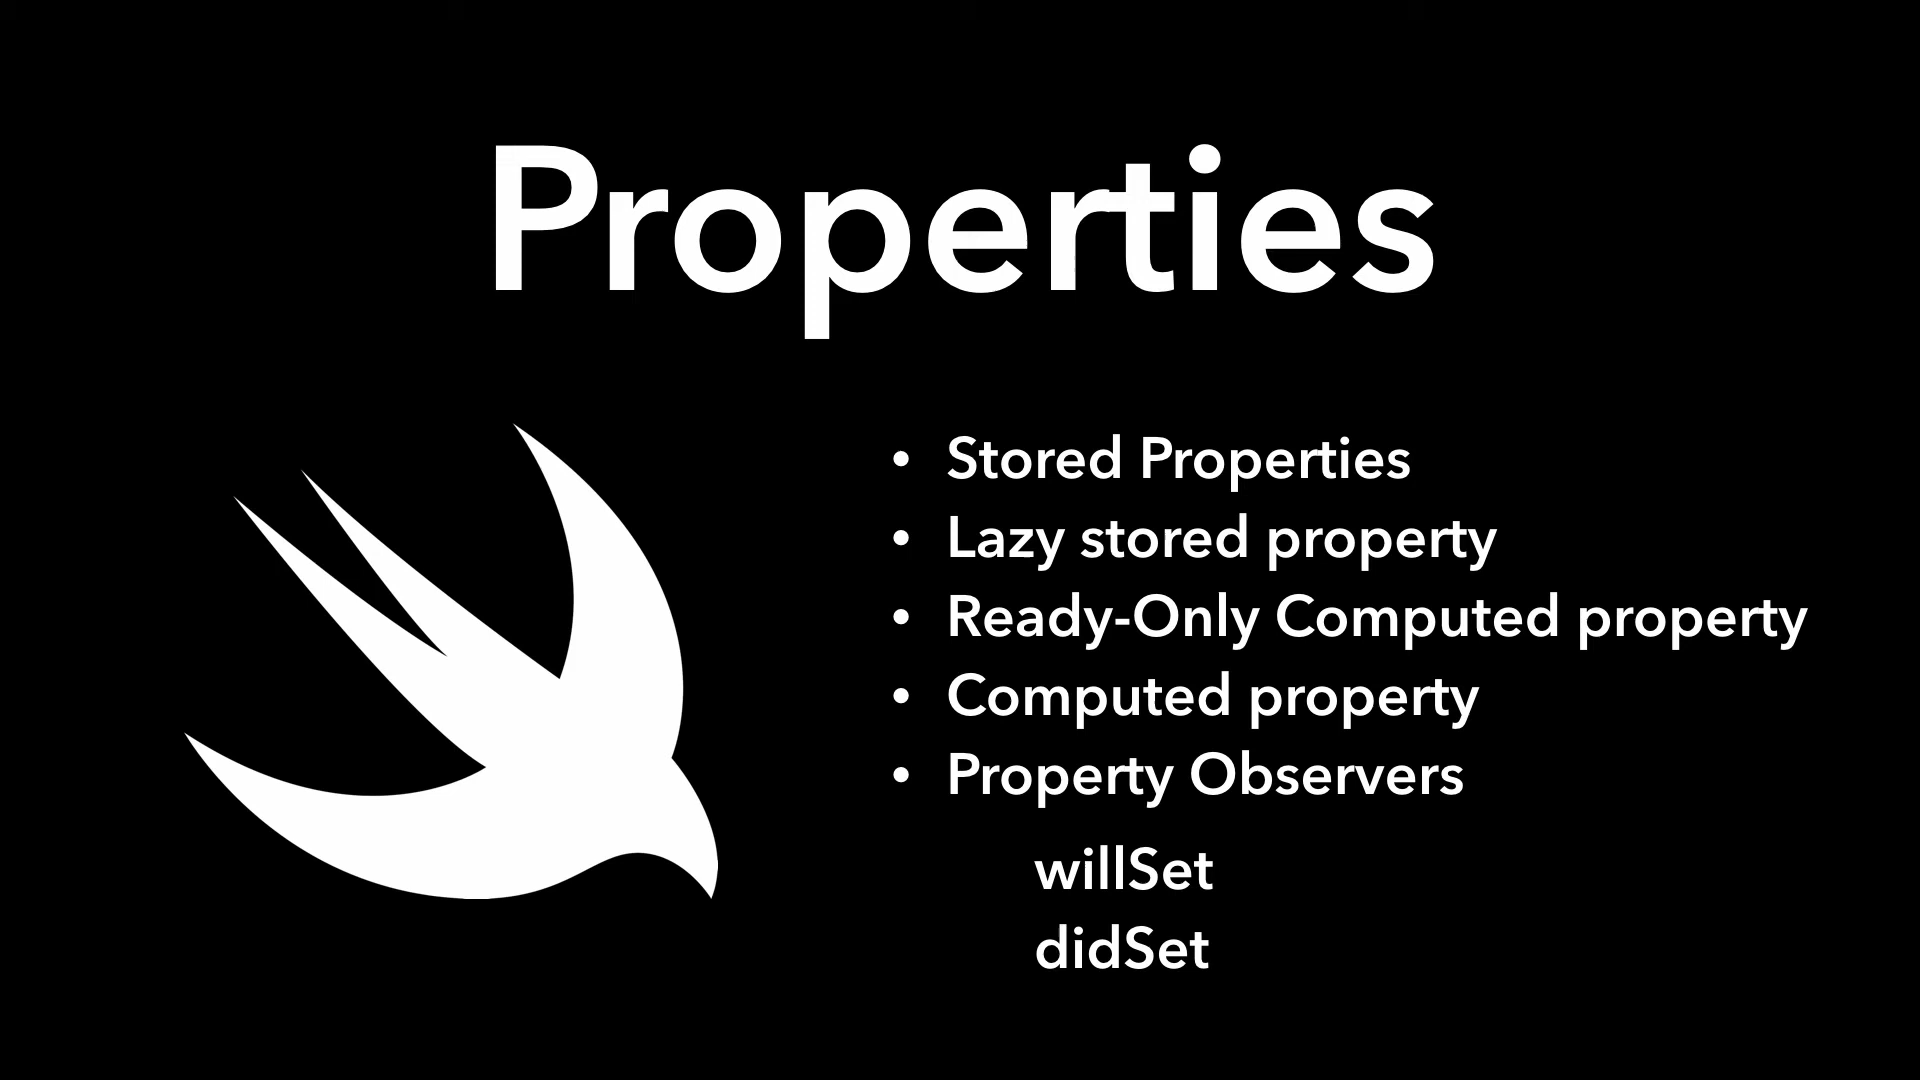 Properties
• Stored Properties
• Lazy stored property
• Ready-Only Computed property
• Computed property
• Property Observers
willSet
didSet